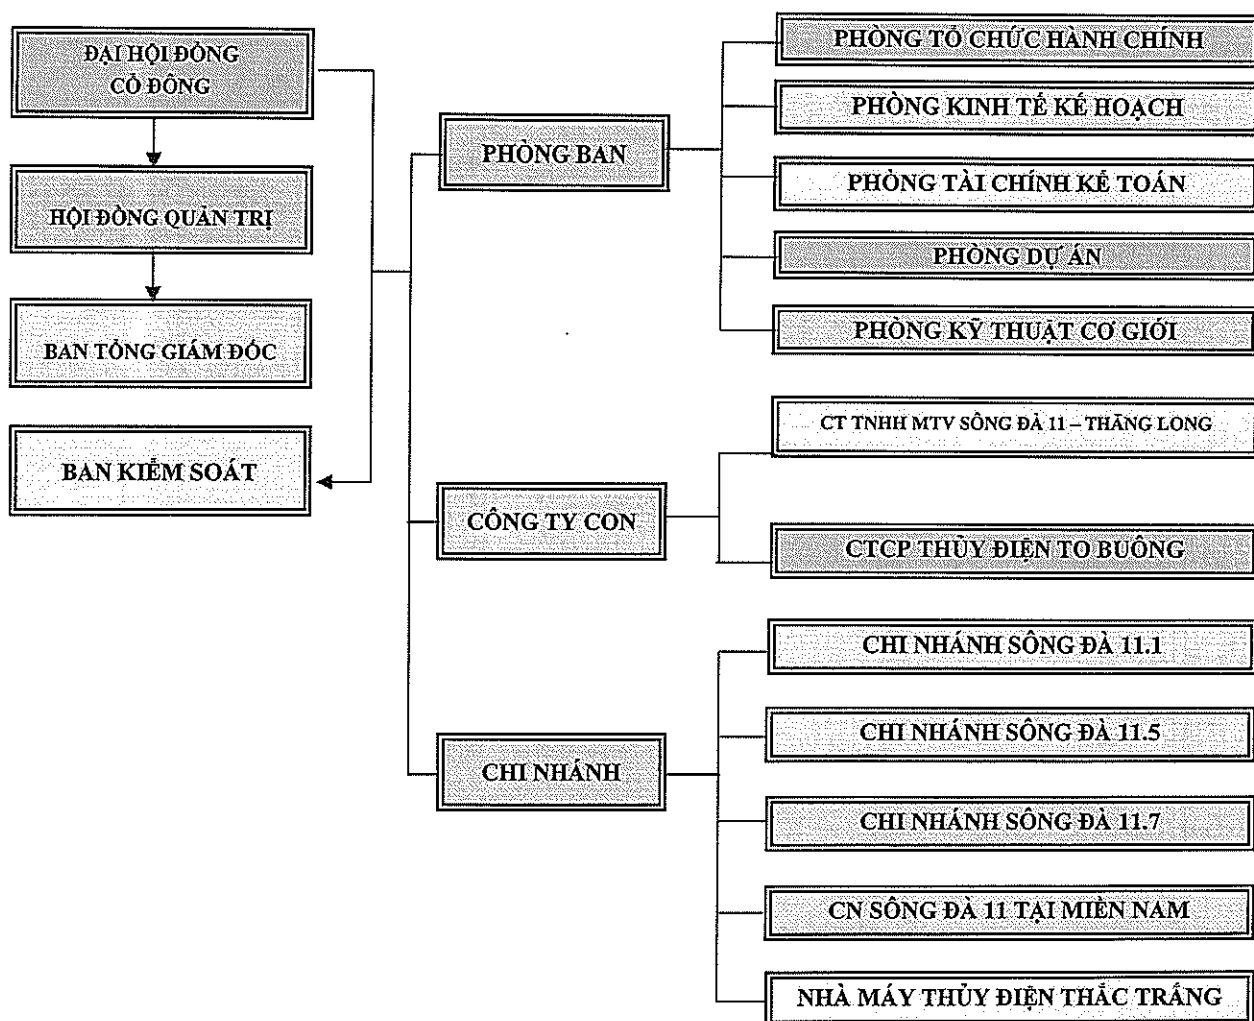 ĐẠI HỘI ĐỒNG
CỔ ĐÔNG
HỘI ĐỒNG QUẢN TRỊ
BAN TỔNG GIÁM ĐỐC
BAN KIỂM SOÁT
PHÒNG BAN
CÔNG TY CON
CHI NHÁNH
PHÒNG TỔ CHỨC HÀNH CHÍNH
PHÒNG KINH TẾ KẾ HOẠCH
PHÒNG TÀI CHÍNH KẾ TOÁN
PHÒNG DỰ ÁN
PHÒNG KỸ THUẬT CƠ GIỚI
CT TNHH MTV SÔNG ĐÀ 11 – THĂNG LONG
CTCP THỦY ĐIỆN TO BUÔNG
CHI NHÁNH SÔNG ĐÀ 11.1
CHI NHÁNH SÔNG ĐÀ 11.5
CHI NHÁNH SÔNG ĐÀ 11.7
CN SÔNG ĐÀ 11 TẠI MIỀN NAM
NHÀ MÁY THỦY ĐIỆN THÁC TRẮNG